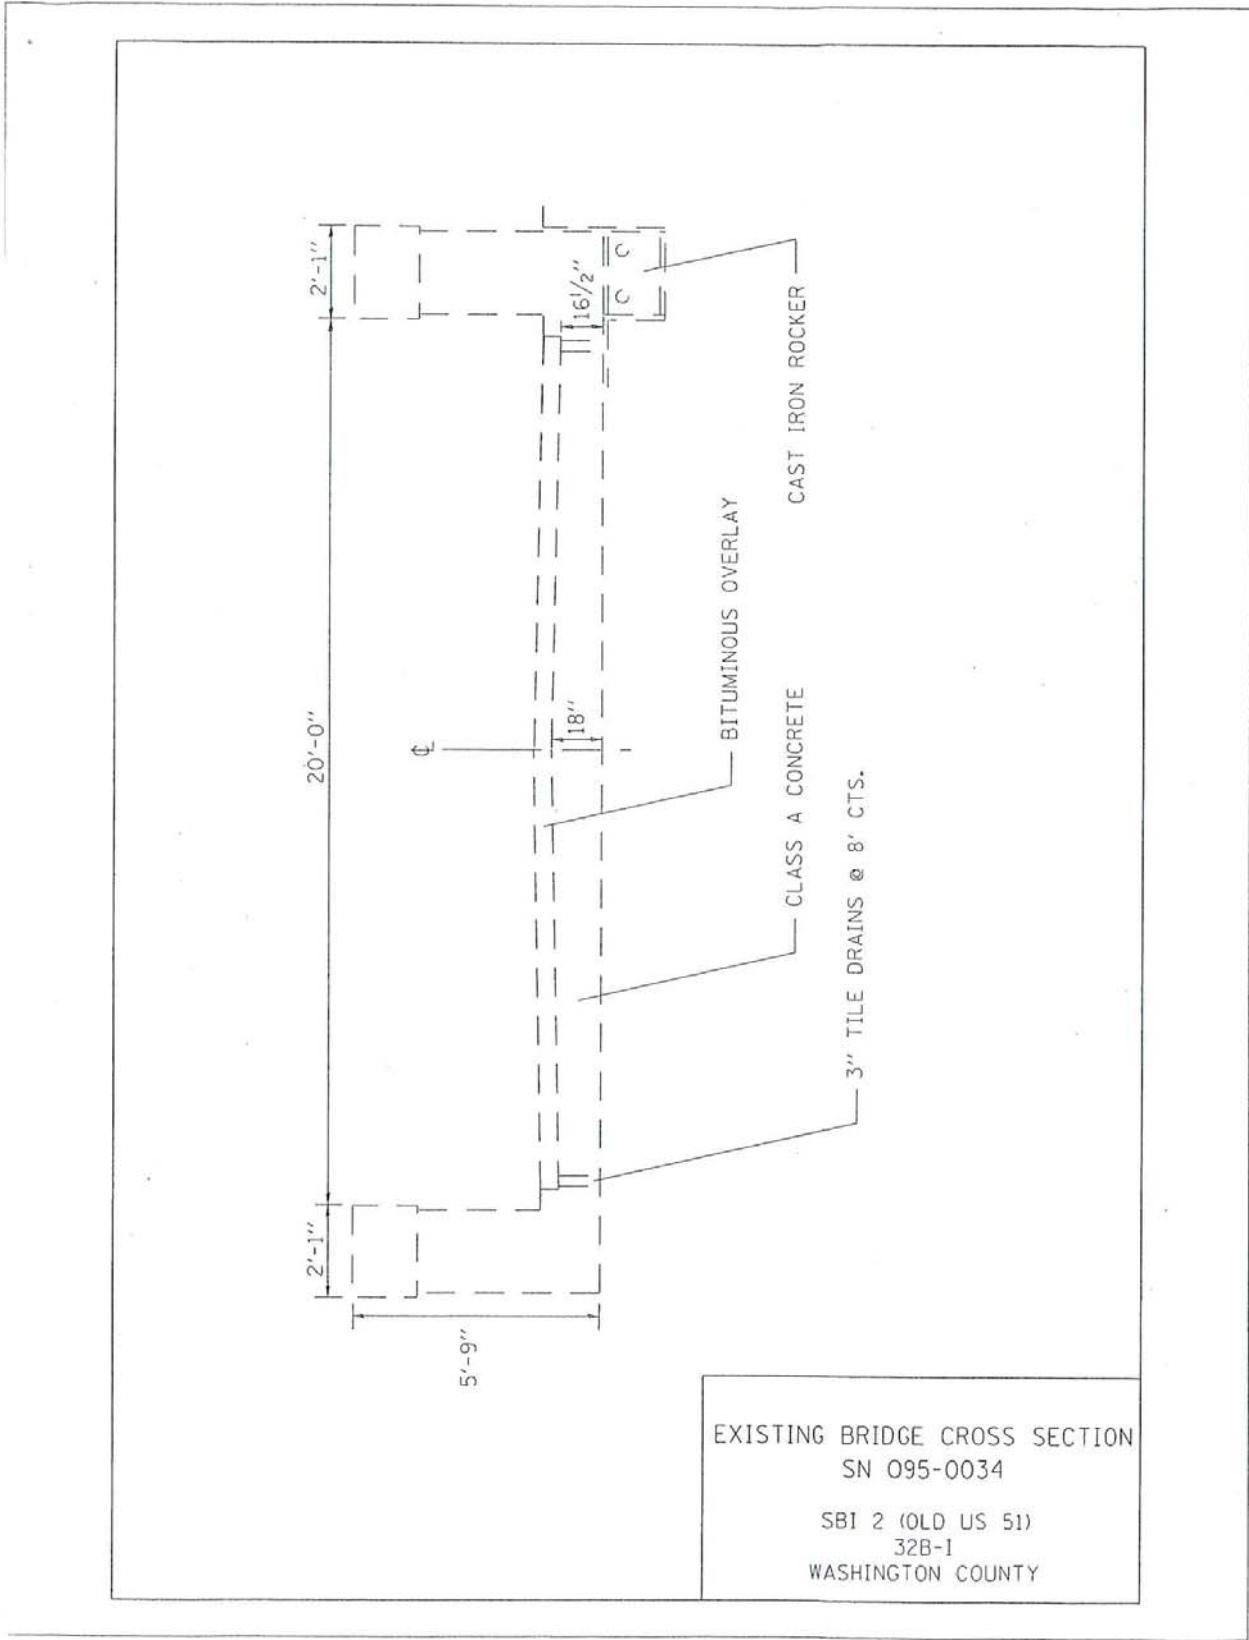 2'-1"
20'-0"
2'-1"
5'-9"
℄
18"
16½"
BITUMINOUS OVERLAY
CAST IRON ROCKER
CLASS A CONCRETE
3" TILE DRAINS @ 8' CTS.
EXISTING BRIDGE CROSS SECTION
SN 095-0034
SBI 2 (OLD US 51)
32B-1
WASHINGTON COUNTY